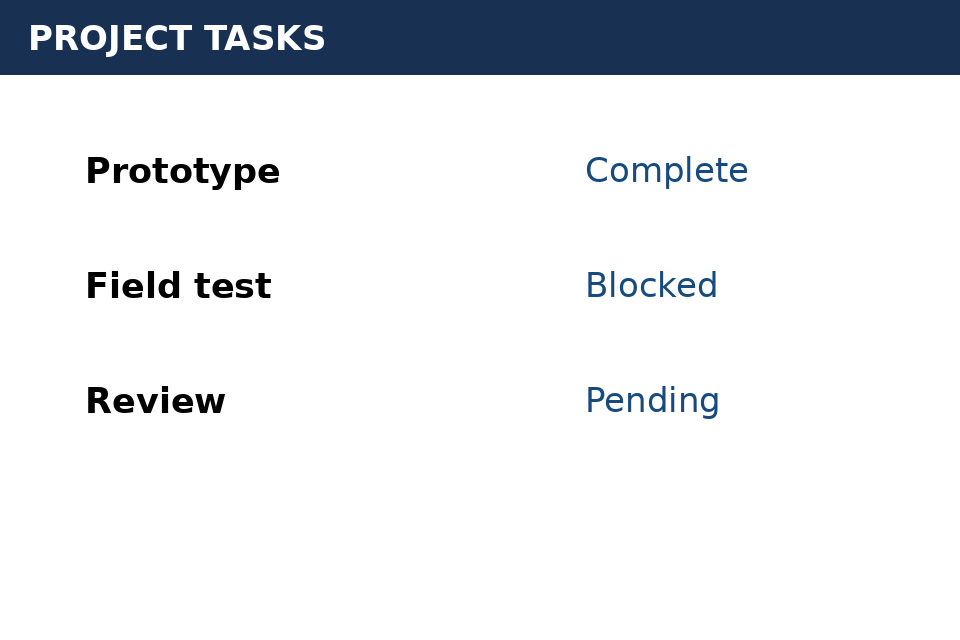 PROJECT TASKS
Prototype Complete
Field test Blocked
Review Pending